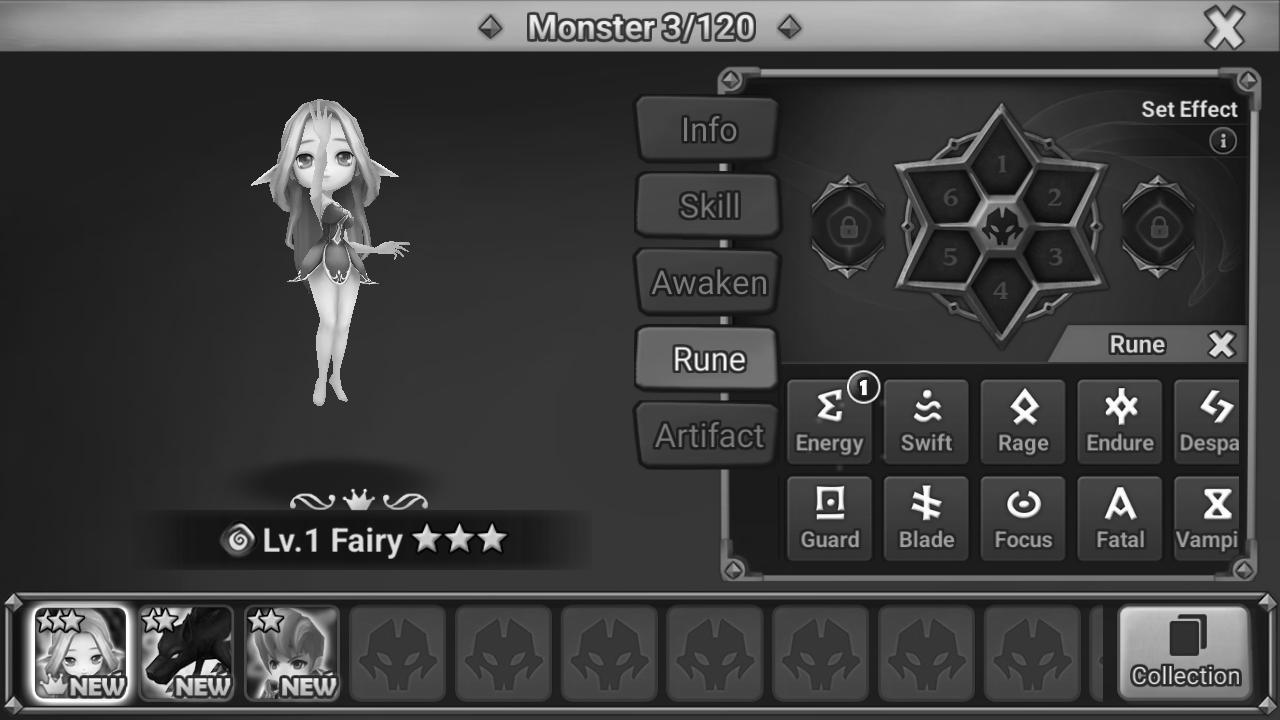 Monster 3/120
Info
Skill
Awaken
Rune
Artifact
Set Effect
i
1
6
2
5
3
4
Rune
1
Energy
Swift
Rage
Endure
Despa
Guard
Blade
Focus
Fatal
Vampi
Lv.1 Fairy
NEW
NEW
NEW
Collection